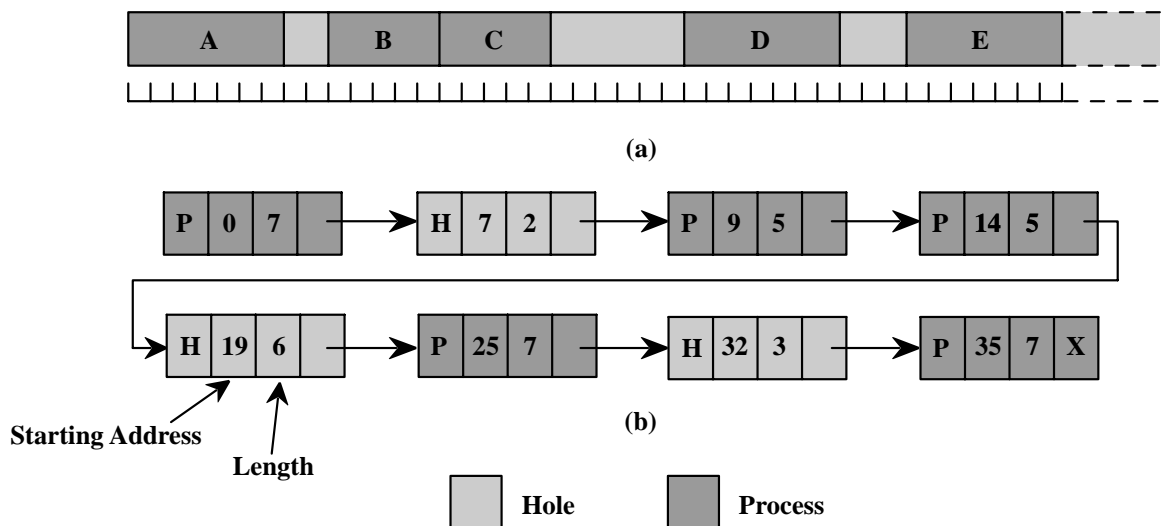 A B C D E
(a)
P 0 7 H 7 2 P 9 5 P 14 5
H 19 6 P 25 7 H 32 3 P 35 7 X
Starting Address
(b)
Length
Hole Process